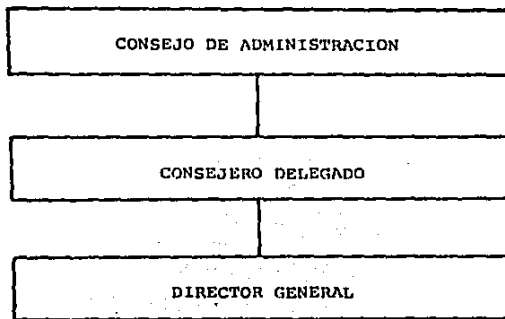 CONSEJO DE ADMINISTRACION
CONSEJERO DELEGADO
DIRECTOR GENERAL